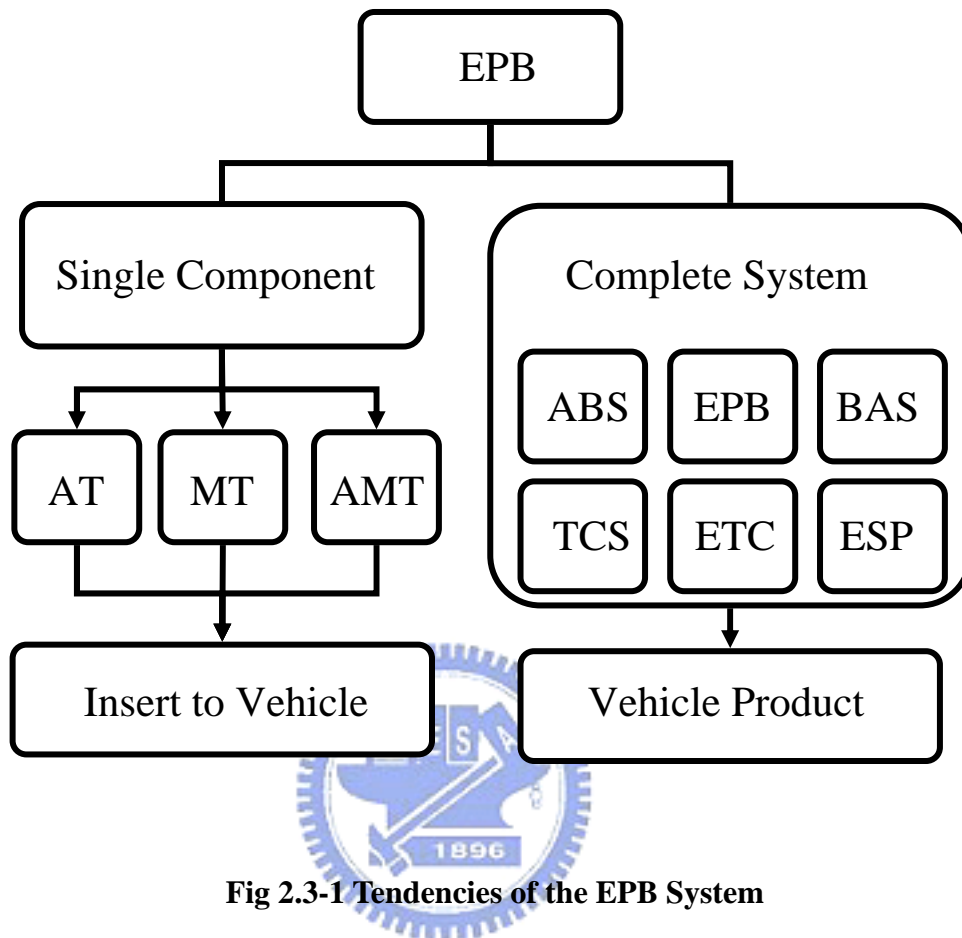 EPB
Single Component
Complete System
ABS EPB BAS
TCS ETC ESP
AT MT AMT
Insert to Vehicle
Vehicle Product
E S A
1896
Fig 2.3-1 Tendencies of the EPB System